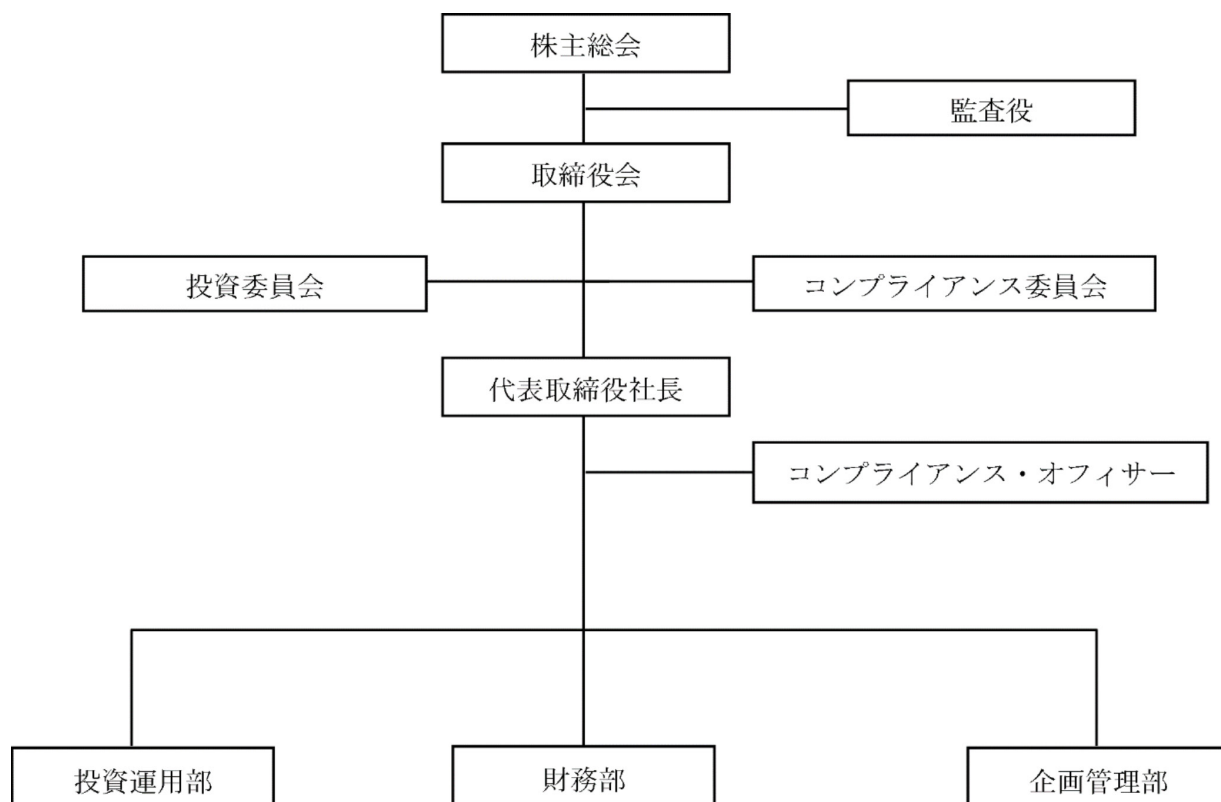 株主総会
監査役
取締役会
投資委員会
コンプライアンス委員会
代表取締役社長
コンプライアンス・オフィサー
投資運用部
財務部
企画管理部